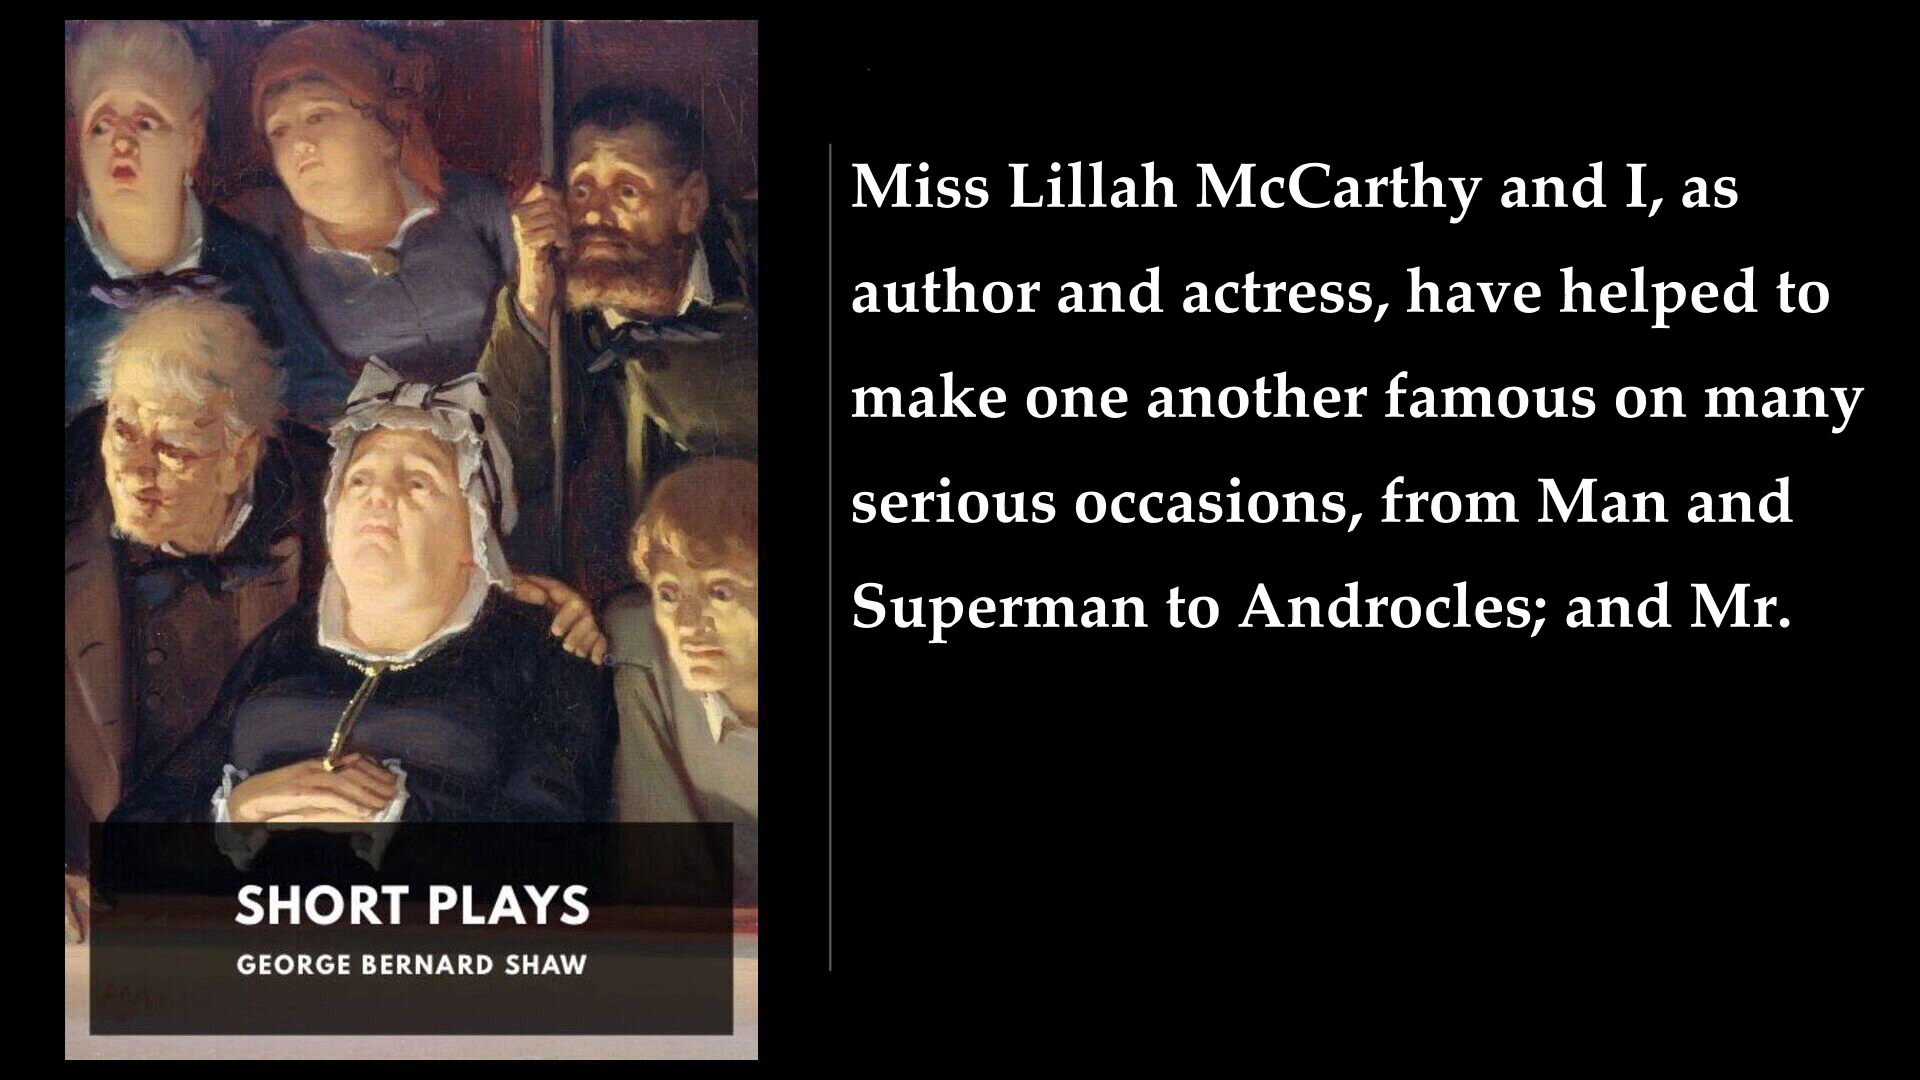 Miss Lillah McCarthy and I, as
author and actress, have helped to
make one another famous on many
serious occasions, from Man and
Superman to Androcles; and Mr.
SHORT PLAYS
GEORGE BERNARD SHAW